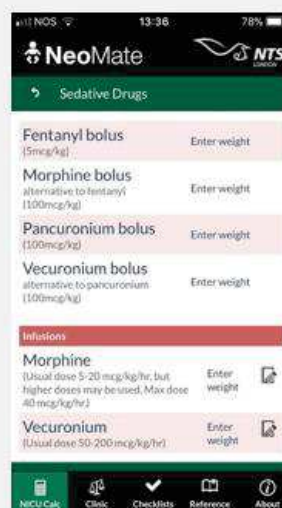 NOS
13:36
78%
NeoMate
NTS
LONDON
Sedative Drugs
Fentanyl bolus
Enter weight
(5mcg/kg)
Morphine bolus
alternative to fentanyl
Enter weight
(100mcg/kg)
Pancuronium bolus
Enter weight
(100mcg/kg)
Vecuronium bolus
alternative to pancuronium
Enter weight
(100mcg/kg)
Infusions
Morphine
(Usual dose 5-20 mcg/kg/hr, but
higher doses may be used. Max dose
40 mcg/kg/hr.)
Enter
weight
Vecuronium
(Usual dose 50-200 mcg/kg/hr)
Enter
weight
NICU Calc
Clinic
Checklists
Reference
About